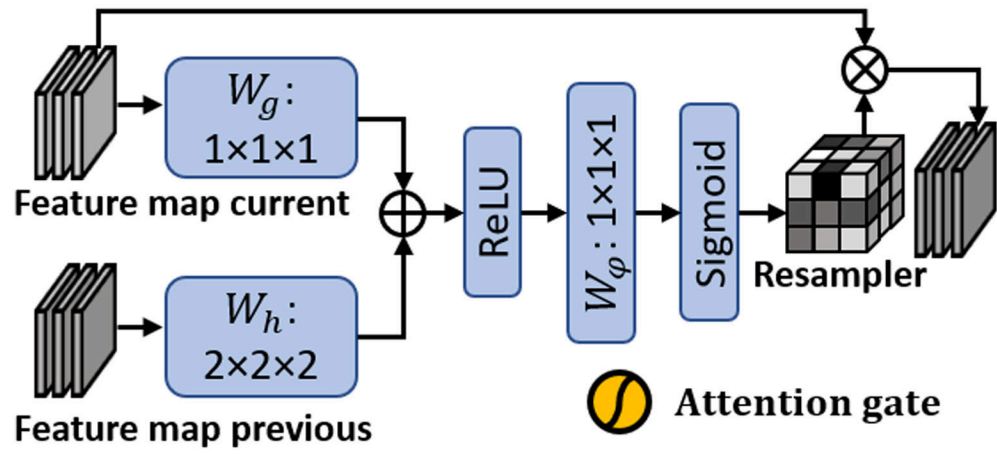 W_g:
1×1×1
Feature map current
W_h:
2×2×2
Feature map previous
ReLU
W_φ: 1×1×1
Sigmoid
Resampler
Attention gate